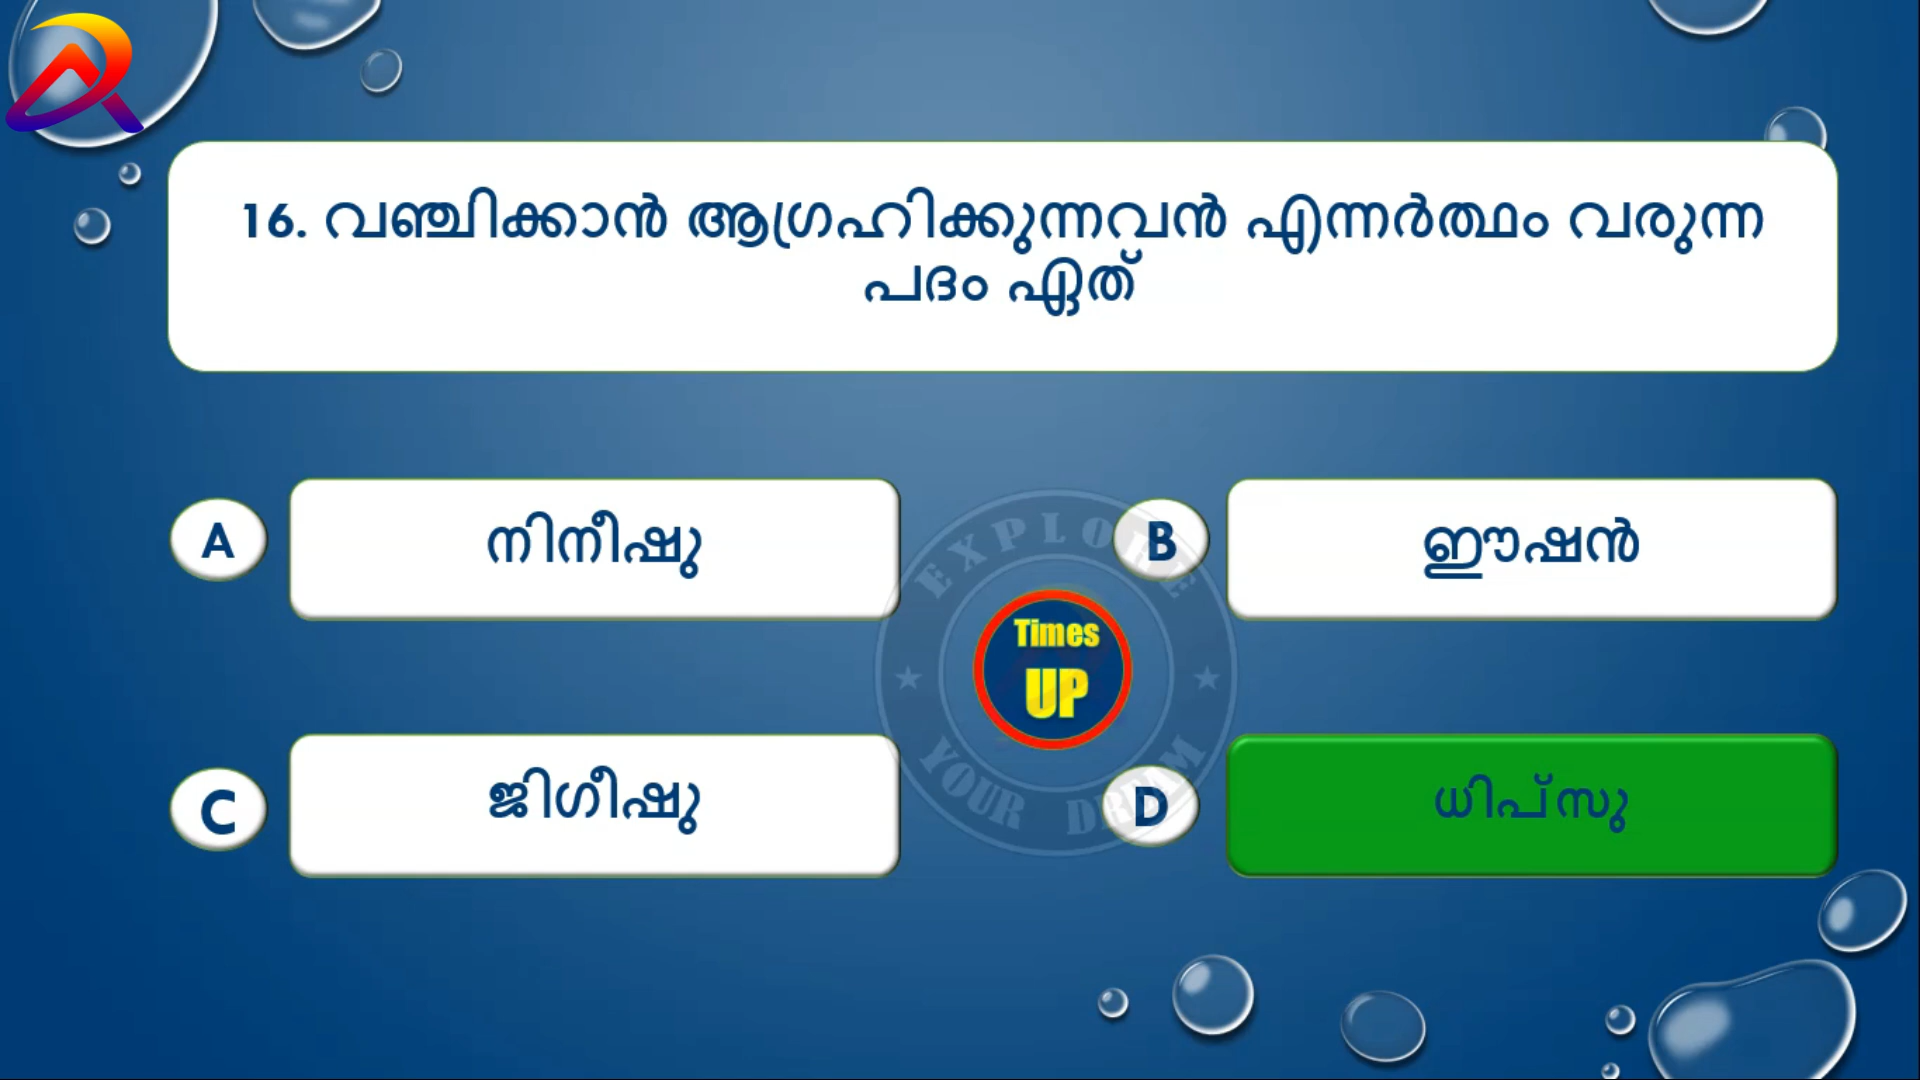 16. വഞ്ചിക്കാൻ ആഗ്രഹിക്കുന്നവൻ എന്നർത്ഥം വരുന്ന
പദം ഏത്
A
നിനീഷു
B
ഈഷൻ
EXPLORE
Times
UP
YOUR DREAM
C
ജിഗീഷു
D
ധിപ്സു